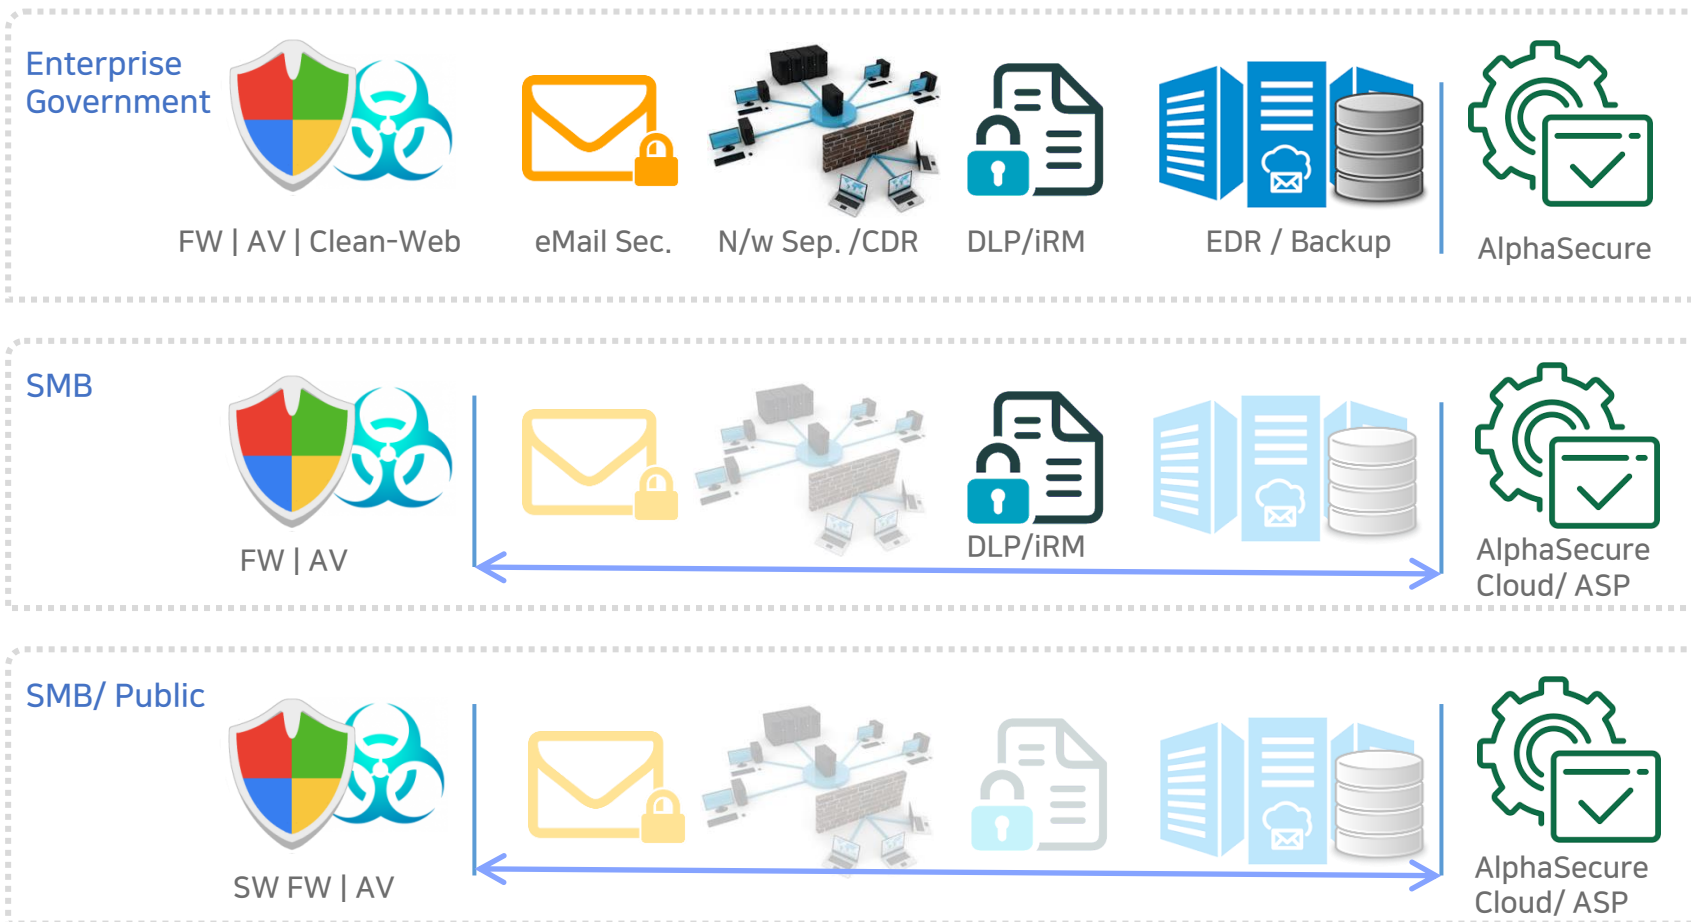 Enterprise
Government
FW | AV | Clean-Web
eMail Sec.
N/w Sep. /CDR
DLP/iRM
EDR / Backup
AlphaSecure
SMB
FW | AV
DLP/iRM
AlphaSecure
Cloud/ ASP
SMB/ Public
SW FW | AV
AlphaSecure
Cloud/ ASP